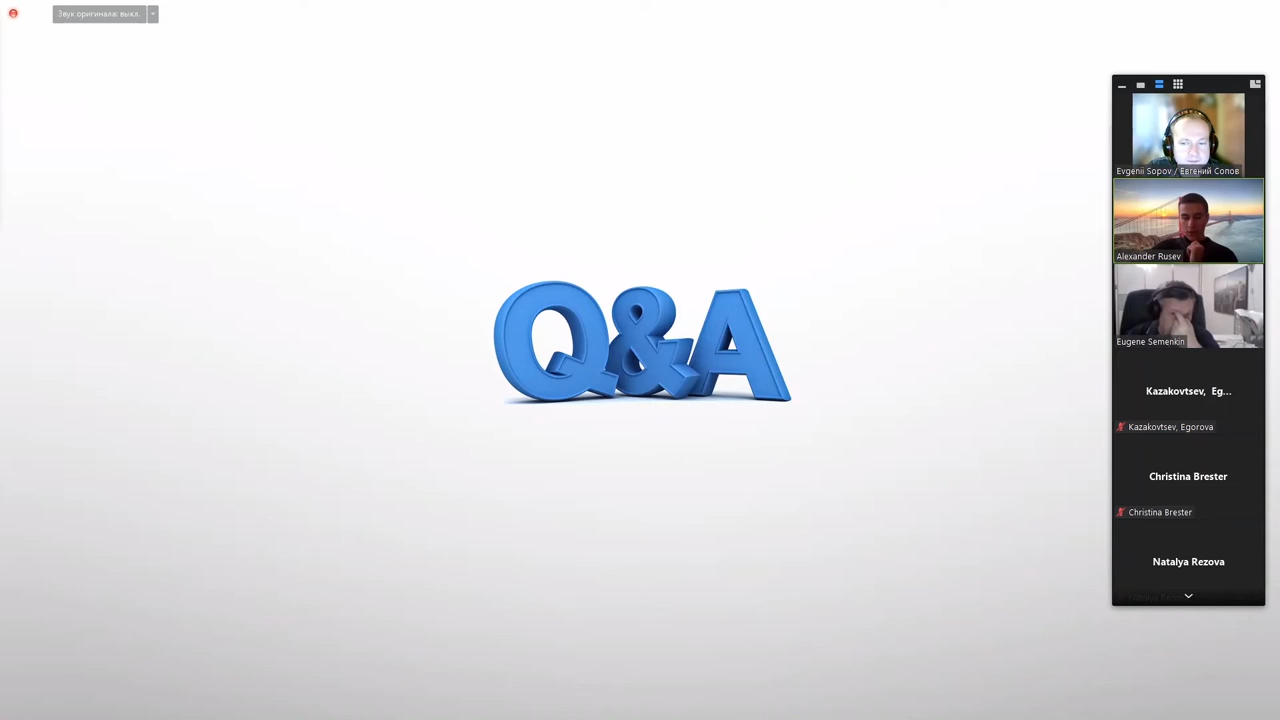 Звук оригинала: выкл.
Q&A
Evgenii Sopov / Евгений Сопов
Alexander Rusev
Eugene Semenkin
Kazakovtsev, Eg...
Kazakovtsev, Egorova
Christina Brester
Christina Brester
Natalya Rezova